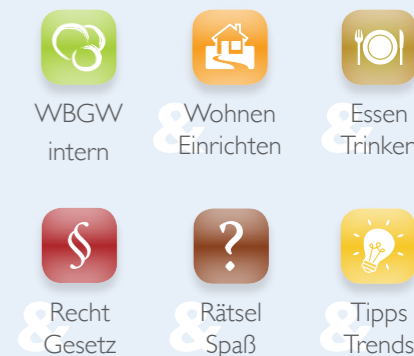 WBGW
intern
Wohnen
& Einrichten
Essen
& Trinken
§
Recht
& Gesetz
?
Rätsel
& Spaß
Tipps
& Trends